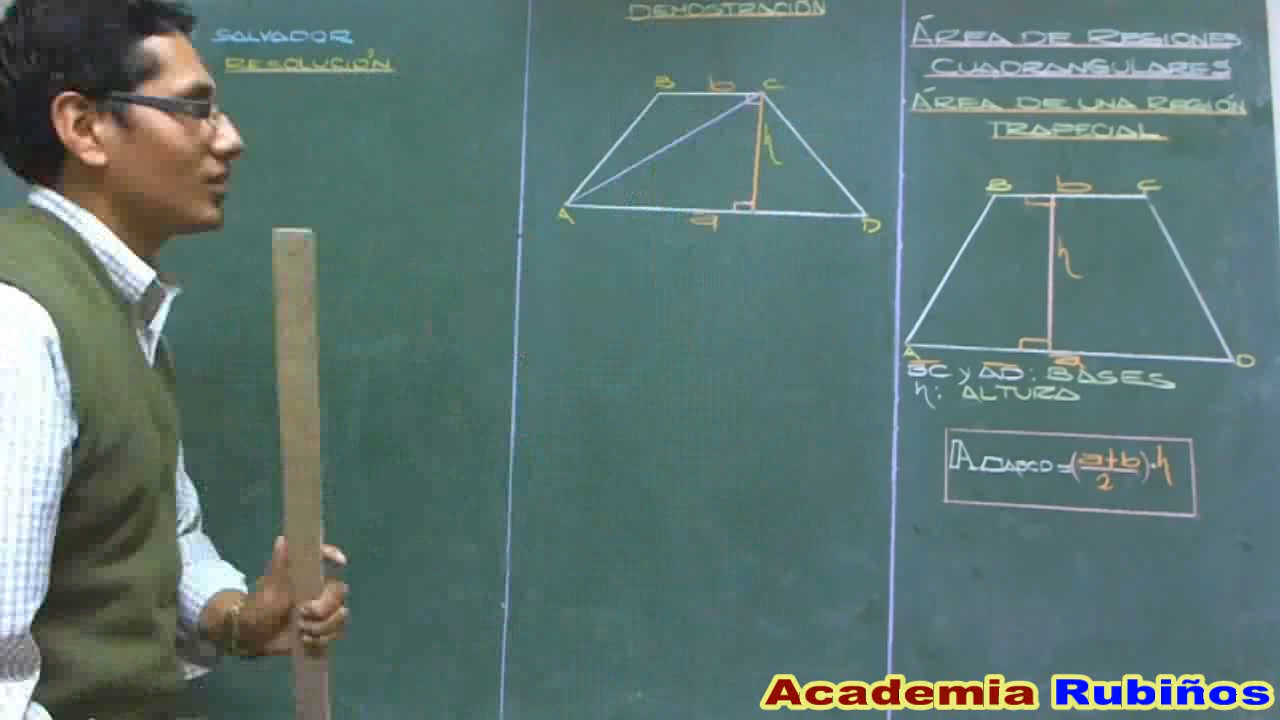 SALVADOR
RESOLUCIÓN
DEMOSTRACIÓN
B b C
h
A a D
ÁREA DE REGIONES
CUADRANGULARES
ÁREA DE UNA REGIÓN
TRAPECIAL
B b C
h
A a D
BC y AD: BASES
h: ALTURA
A▱ABCD=(a+b/2)·h
Academia Rubiños